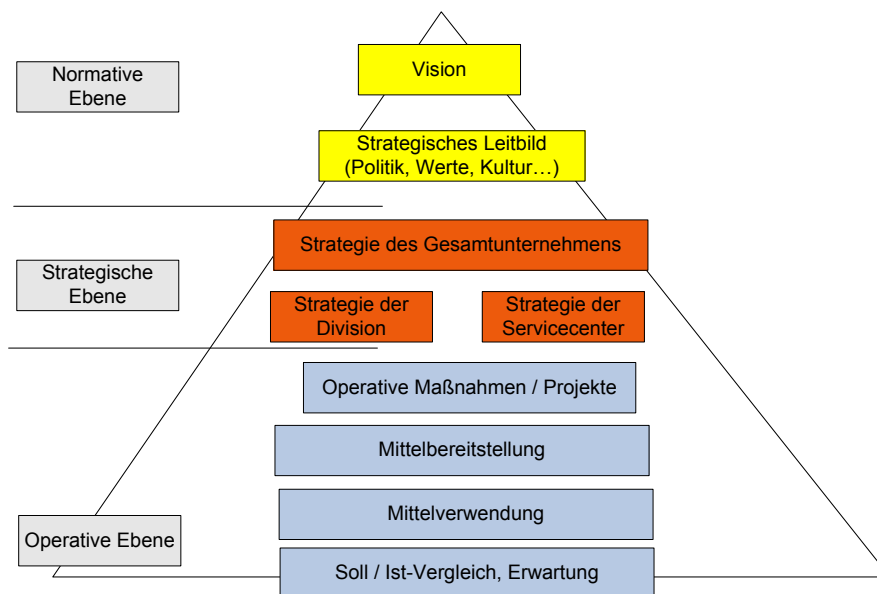 Vision
Normative
Ebene
Strategisches Leitbild
(Politik, Werte, Kultur…)
Strategie des Gesamtunternehmens
Strategische
Ebene
Strategie der
Division
Strategie der
Servicecenter
Operative Maßnahmen / Projekte
Mittelbereitstellung
Mittelverwendung
Operative Ebene
Soll / Ist-Vergleich, Erwartung